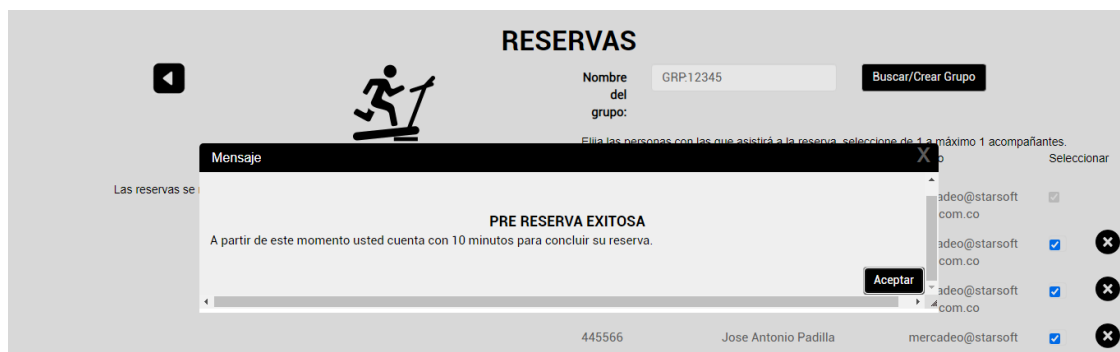 RESERVAS
Nombre
del
grupo:
GRP.12345
Buscar/Crear Grupo
Elija las personas con las que asistirá a la reserva, seleccione de 1 a máximo 1 acompañantes.
Mensaje
X
Seleccionar
Las reservas se
adeo@starsoft
com.co
PRE RESERVA EXITOSA
A partir de este momento usted cuenta con 10 minutos para concluir su reserva.
adeo@starsoft
com.co
Aceptar
adeo@starsoft
com.co
445566 Jose Antonio Padilla mercadeo@starsoft